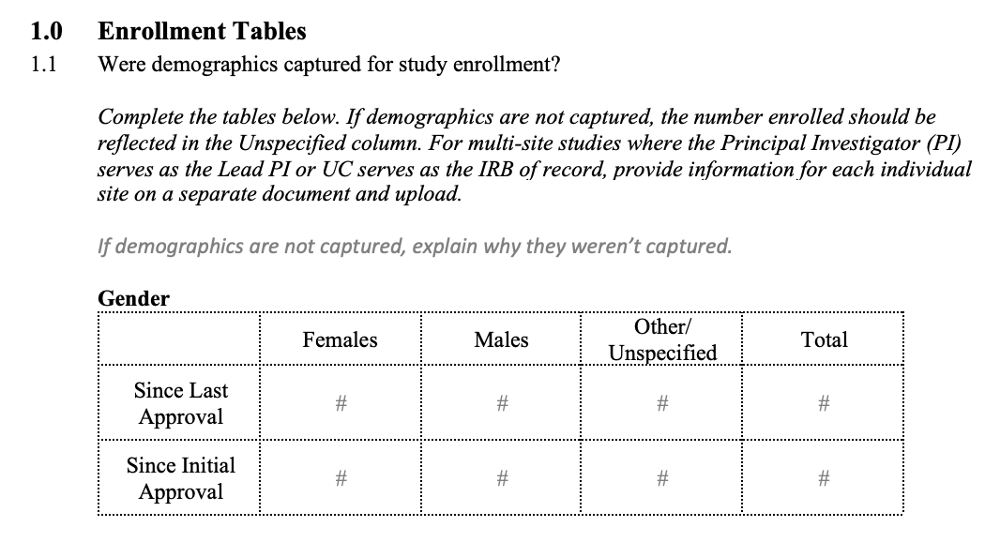 1.0 Enrollment Tables
1.1 Were demographics captured for study enrollment?
Complete the tables below. If demographics are not captured, the number enrolled should be
reflected in the Unspecified column. For multi-site studies where the Principal Investigator (PI)
serves as the Lead PI or UC serves as the IRB of record, provide information for each individual
site on a separate document and upload.
If demographics are not captured, explain why they weren’t captured.
Gender
Females Males Other/ Total
Unspecified
Since Last
Approval # # # #
Since Initial
Approval # # # #